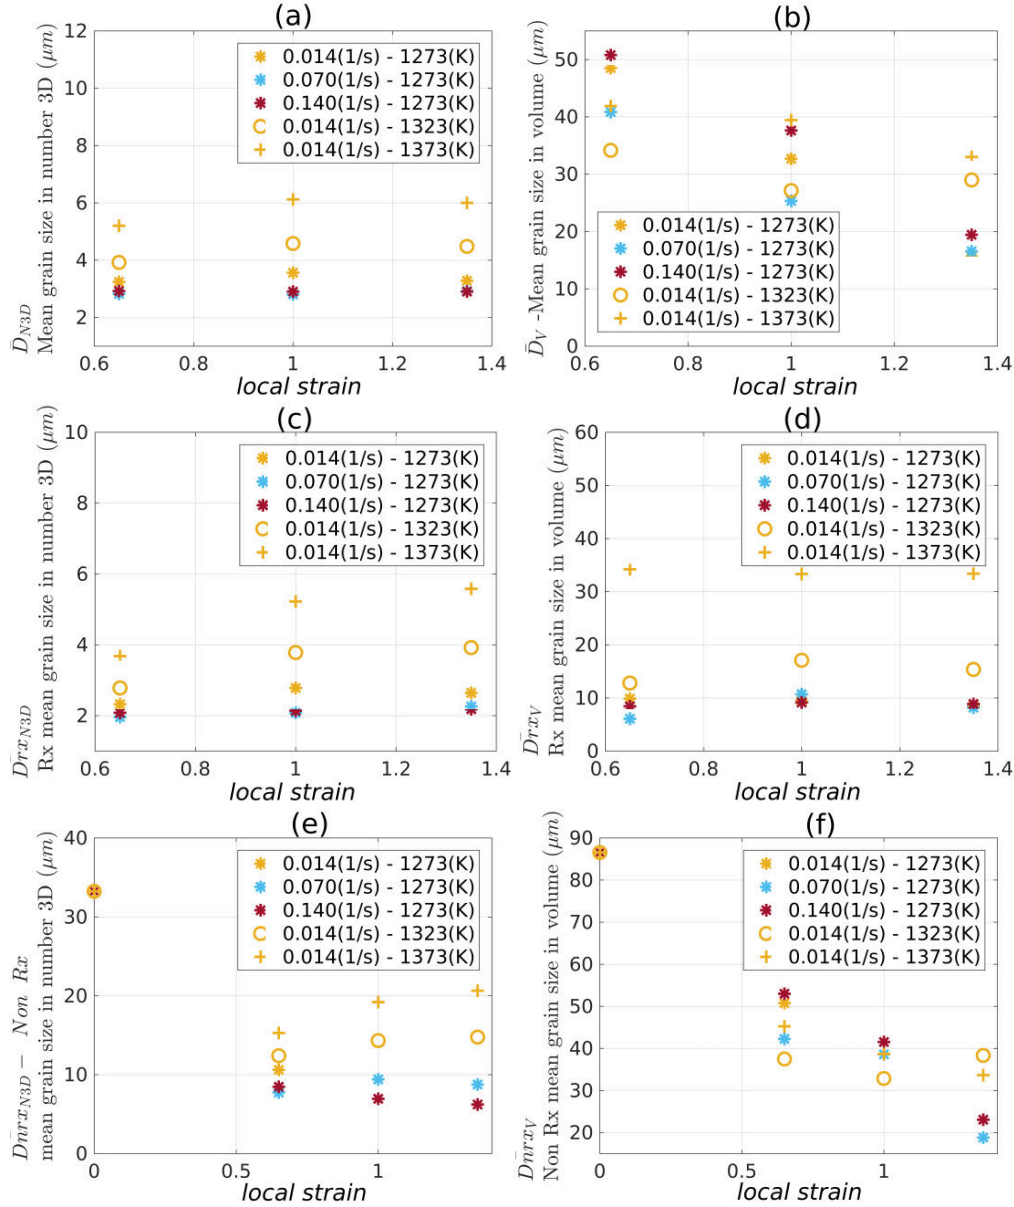 (a)
D̄_N3D
Mean grain size in number 3D (μm)
12
10
8
6
4
2
0.6 0.8 1 1.2 1.4
local strain
0.014(1/s) - 1273(K)
0.070(1/s) - 1273(K)
0.140(1/s) - 1273(K)
0.014(1/s) - 1323(K)
0.014(1/s) - 1373(K)
(b)
D̄_V -Mean grain size in volume (μm)
50
40
30
20
10
0
0.6 0.8 1 1.2 1.4
local strain
0.014(1/s) - 1273(K)
0.070(1/s) - 1273(K)
0.140(1/s) - 1273(K)
0.014(1/s) - 1323(K)
0.014(1/s) - 1373(K)
(c)
D̄rx_N3D
Rx mean grain size in number 3D (μm)
10
8
6
4
2
0.6 0.8 1 1.2 1.4
local strain
0.014(1/s) - 1273(K)
0.070(1/s) - 1273(K)
0.140(1/s) - 1273(K)
0.014(1/s) - 1323(K)
0.014(1/s) - 1373(K)
(d)
D̄rx_V
Rx mean grain size in volume (μm)
60
50
40
30
20
10
0
0.6 0.8 1 1.2 1.4
local strain
0.014(1/s) - 1273(K)
0.070(1/s) - 1273(K)
0.140(1/s) - 1273(K)
0.014(1/s) - 1323(K)
0.014(1/s) - 1373(K)
(e)
D̄nrx_N3D − Non Rx
mean grain size in number 3D (μm)
40
30
20
10
0
0 0.5 1
local strain
0.014(1/s) - 1273(K)
0.070(1/s) - 1273(K)
0.140(1/s) - 1273(K)
0.014(1/s) - 1323(K)
0.014(1/s) - 1373(K)
(f)
D̄nrx_V
Non Rx mean grain size in volume (μm)
90
80
70
60
50
40
30
20
0 0.5 1
local strain
0.014(1/s) - 1273(K)
0.070(1/s) - 1273(K)
0.140(1/s) - 1273(K)
0.014(1/s) - 1323(K)
0.014(1/s) - 1373(K)